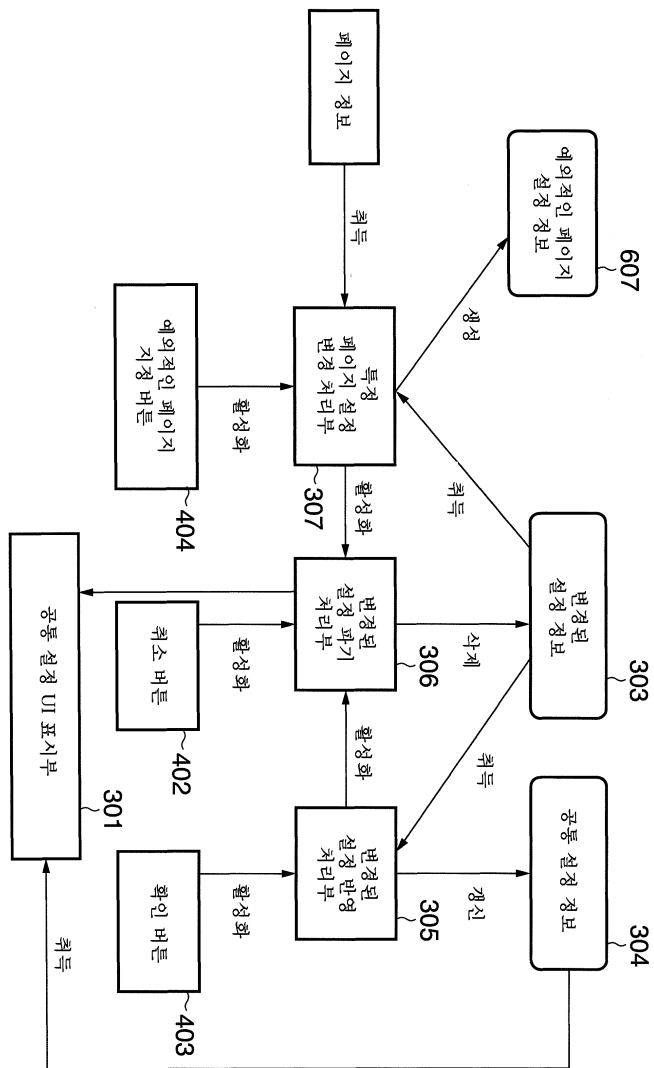 607
예외적인 페이지
설정 정보
303
변경된
설정 정보
304
공통 설정 정보
생성
취득
삭제
취득
갱신
페이지 정보
취득
특정
페이지 설정
변경 처리부
307
활성화
변경된
설정 파기
처리부
306
활성화
변경된
설정 반영
처리부
305
활성화
활성화
활성화
예외적인 페이지
지정 버튼
404
취소 버튼
402
확인 버튼
403
공통 설정 UI 표시부
301
취득